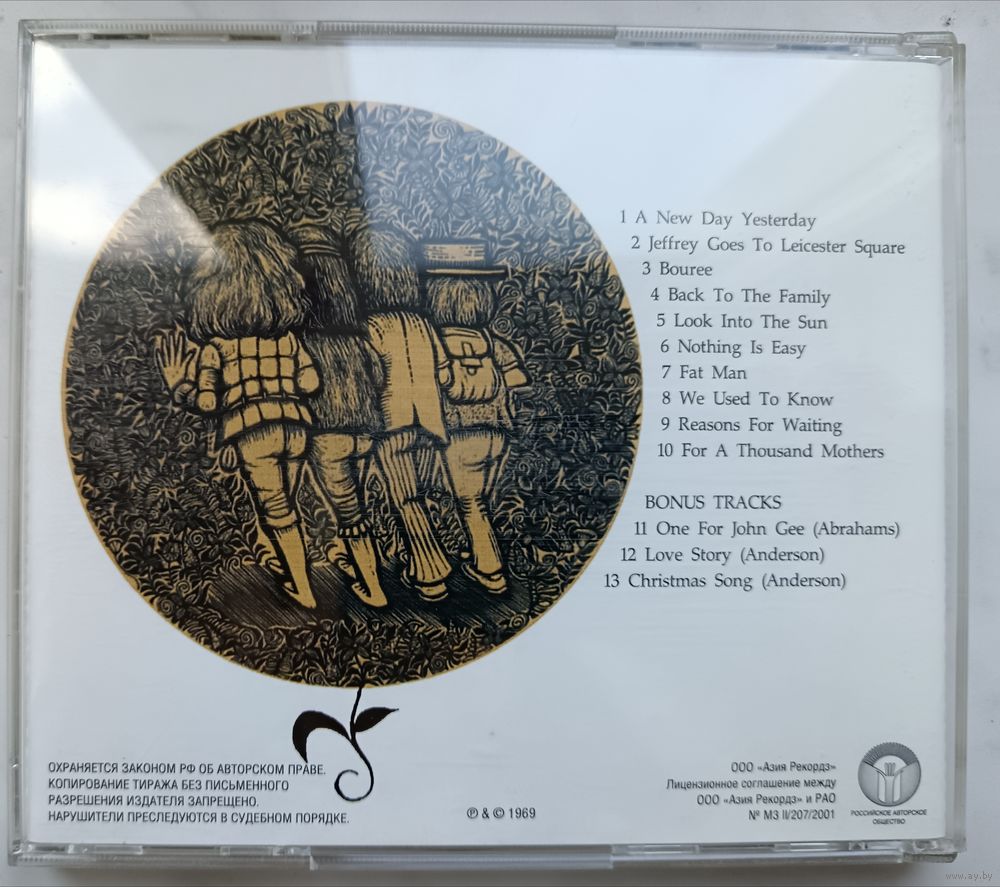 1 A New Day Yesterday
2 Jeffrey Goes To Leicester Square
3 Bouree
4 Back To The Family
5 Look Into The Sun
6 Nothing Is Easy
7 Fat Man
8 We Used To Know
9 Reasons For Waiting
10 For A Thousand Mothers
BONUS TRACKS
11 One For John Gee (Abrahams)
12 Love Story (Anderson)
13 Christmas Song (Anderson)
ОХРАНЯЕТСЯ ЗАКОНОМ РФ ОБ АВТОРСКОМ ПРАВЕ.
КОПИРОВАНИЕ ТИРАЖА БЕЗ ПИСЬМЕННОГО
РАЗРЕШЕНИЯ ИЗДАТЕЛЯ ЗАПРЕЩЕНО.
НАРУШИТЕЛИ ПРЕСЛЕДУЮТСЯ В СУДЕБНОМ ПОРЯДКЕ.
℗ & © 1969
ООО «Азия Рекордз»
Лицензионное соглашение между
ООО «Азия Рекордз» и РАО
№ МЗ II/207/2001
РОССИЙСКОЕ АВТОРСКОЕ
ОБЩЕСТВО
www.ay.by